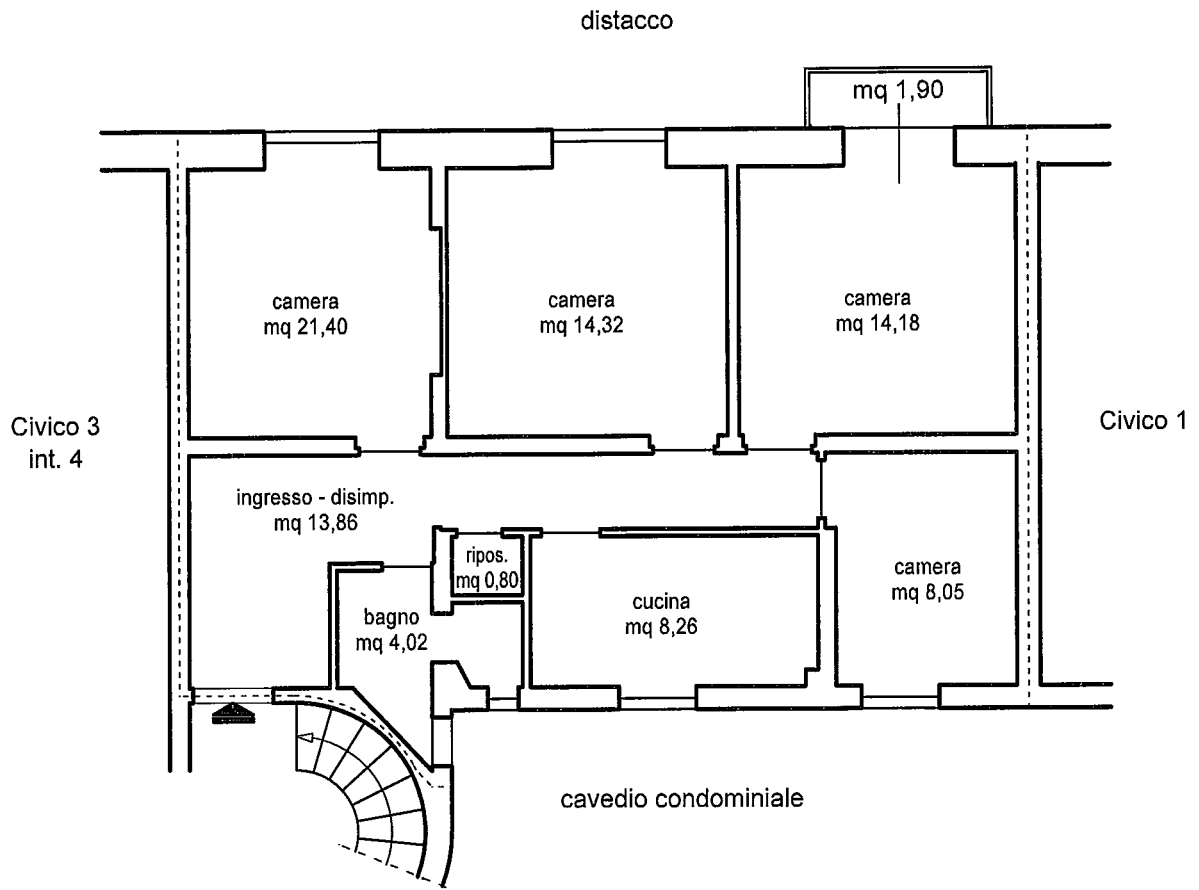 distacco
mq 1,90
camera
mq 21,40
camera
mq 14,32
camera
mq 14,18
Civico 3
int. 4
Civico 1
ingresso - disimp.
mq 13,86
ripos.
mq 0,80
camera
mq 8,05
bagno
mq 4,02
cucina
mq 8,26
cavedio condominiale